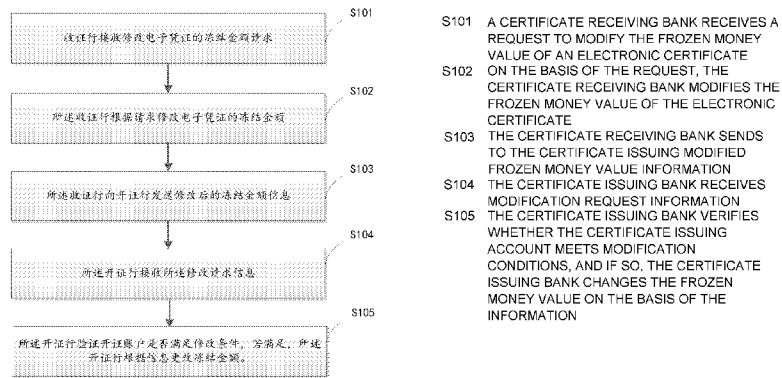 S101
收证行接收修改电子凭证的冻结金额请求
S102
所述收证行根据请求修改电子凭证的冻结金额
S103
所述收证行向开证行发送修改后的冻结金额信息
S104
所述开证行接收所述修改请求信息
S105
所述开证行验证开证账户是否满足修改条件，若满足，所述
开证行根据信息更改冻结金额。
S101 A CERTIFICATE RECEIVING BANK RECEIVES A
REQUEST TO MODIFY THE FROZEN MONEY
VALUE OF AN ELECTRONIC CERTIFICATE
S102 ON THE BASIS OF THE REQUEST, THE
CERTIFICATE RECEIVING BANK MODIFIES THE
FROZEN MONEY VALUE OF THE ELECTRONIC
CERTIFICATE
S103 THE CERTIFICATE RECEIVING BANK SENDS
TO THE CERTIFICATE ISSUING MODIFIED
FROZEN MONEY VALUE INFORMATION
S104 THE CERTIFICATE ISSUING BANK RECEIVES
MODIFICATION REQUEST INFORMATION
S105 THE CERTIFICATE ISSUING BANK VERIFIES
WHETHER THE CERTIFICATE ISSUING
ACCOUNT MEETS MODIFICATION
CONDITIONS, AND IF SO, THE CERTIFICATE
ISSUING BANK CHANGES THE FROZEN
MONEY VALUE ON THE BASIS OF THE
INFORMATION